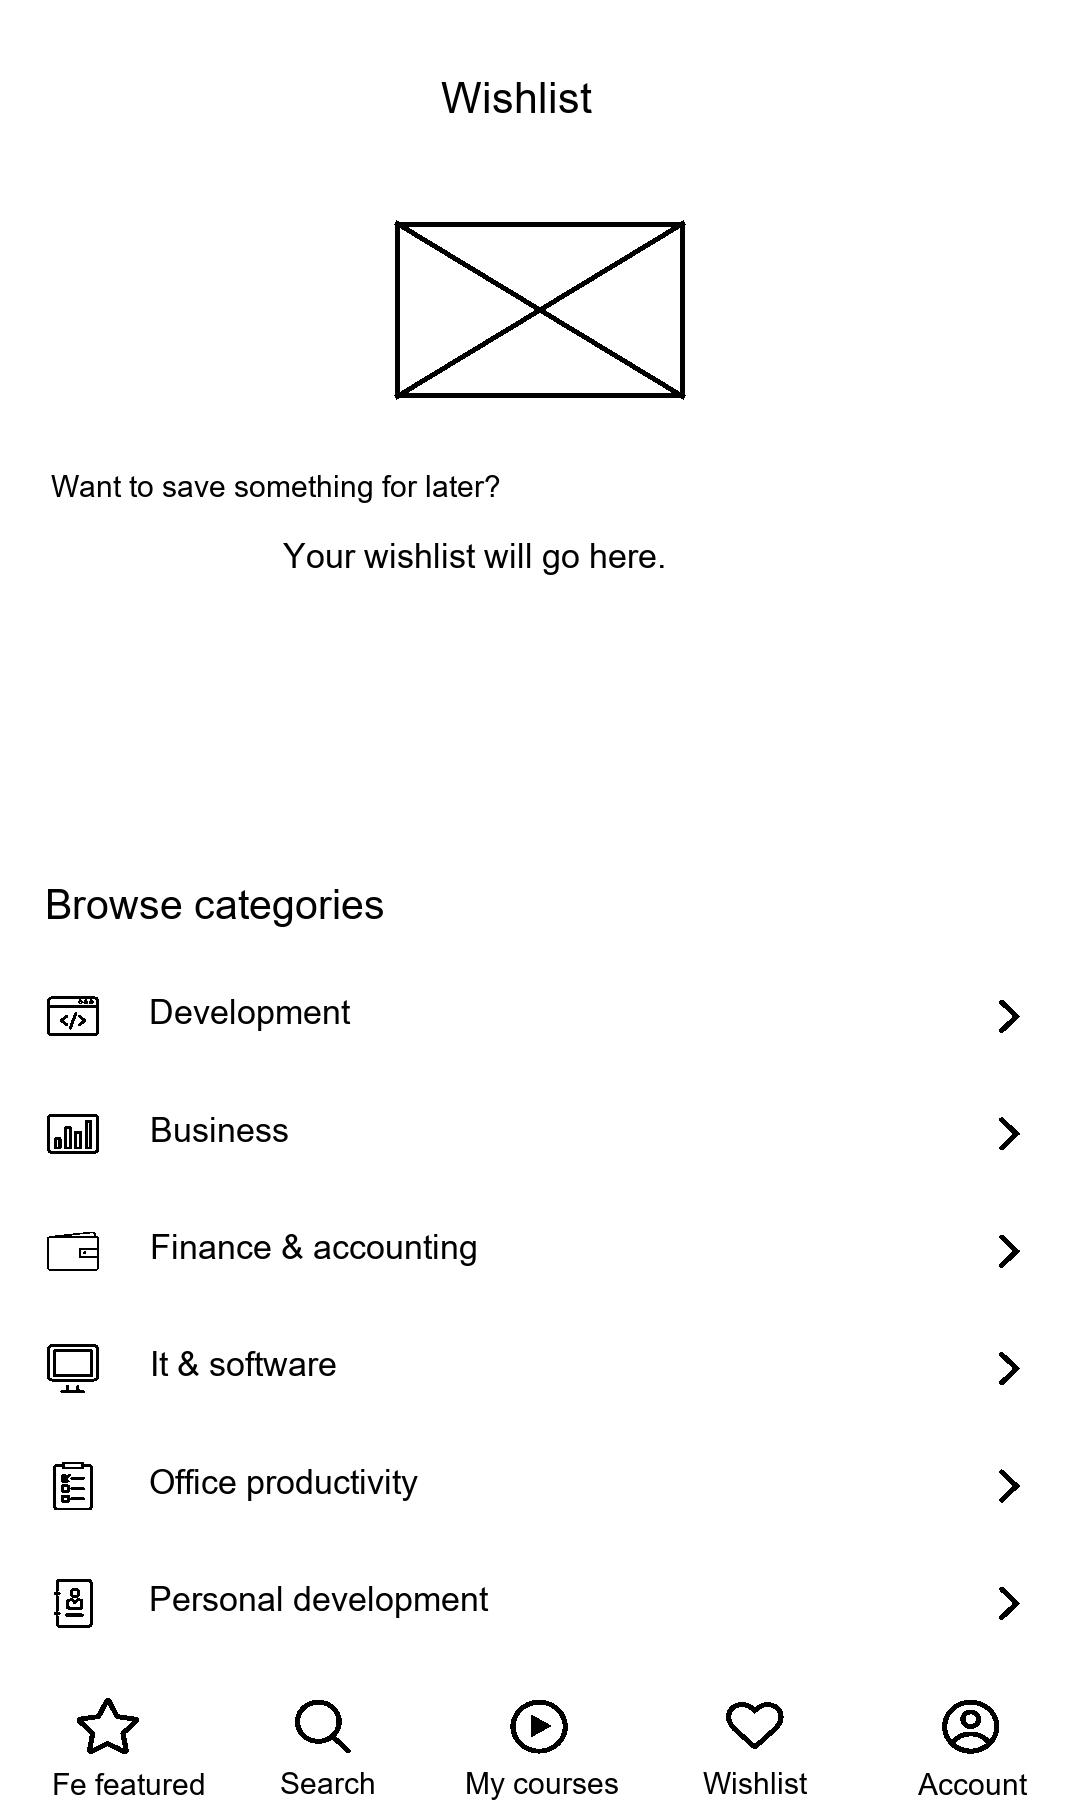 Wishlist
Want to save something for later?
Your wishlist will go here.
Browse categories
Development
Business
Finance & accounting
It & software
Office productivity
Personal development
Fe featured
Search
My courses
Wishlist
Account